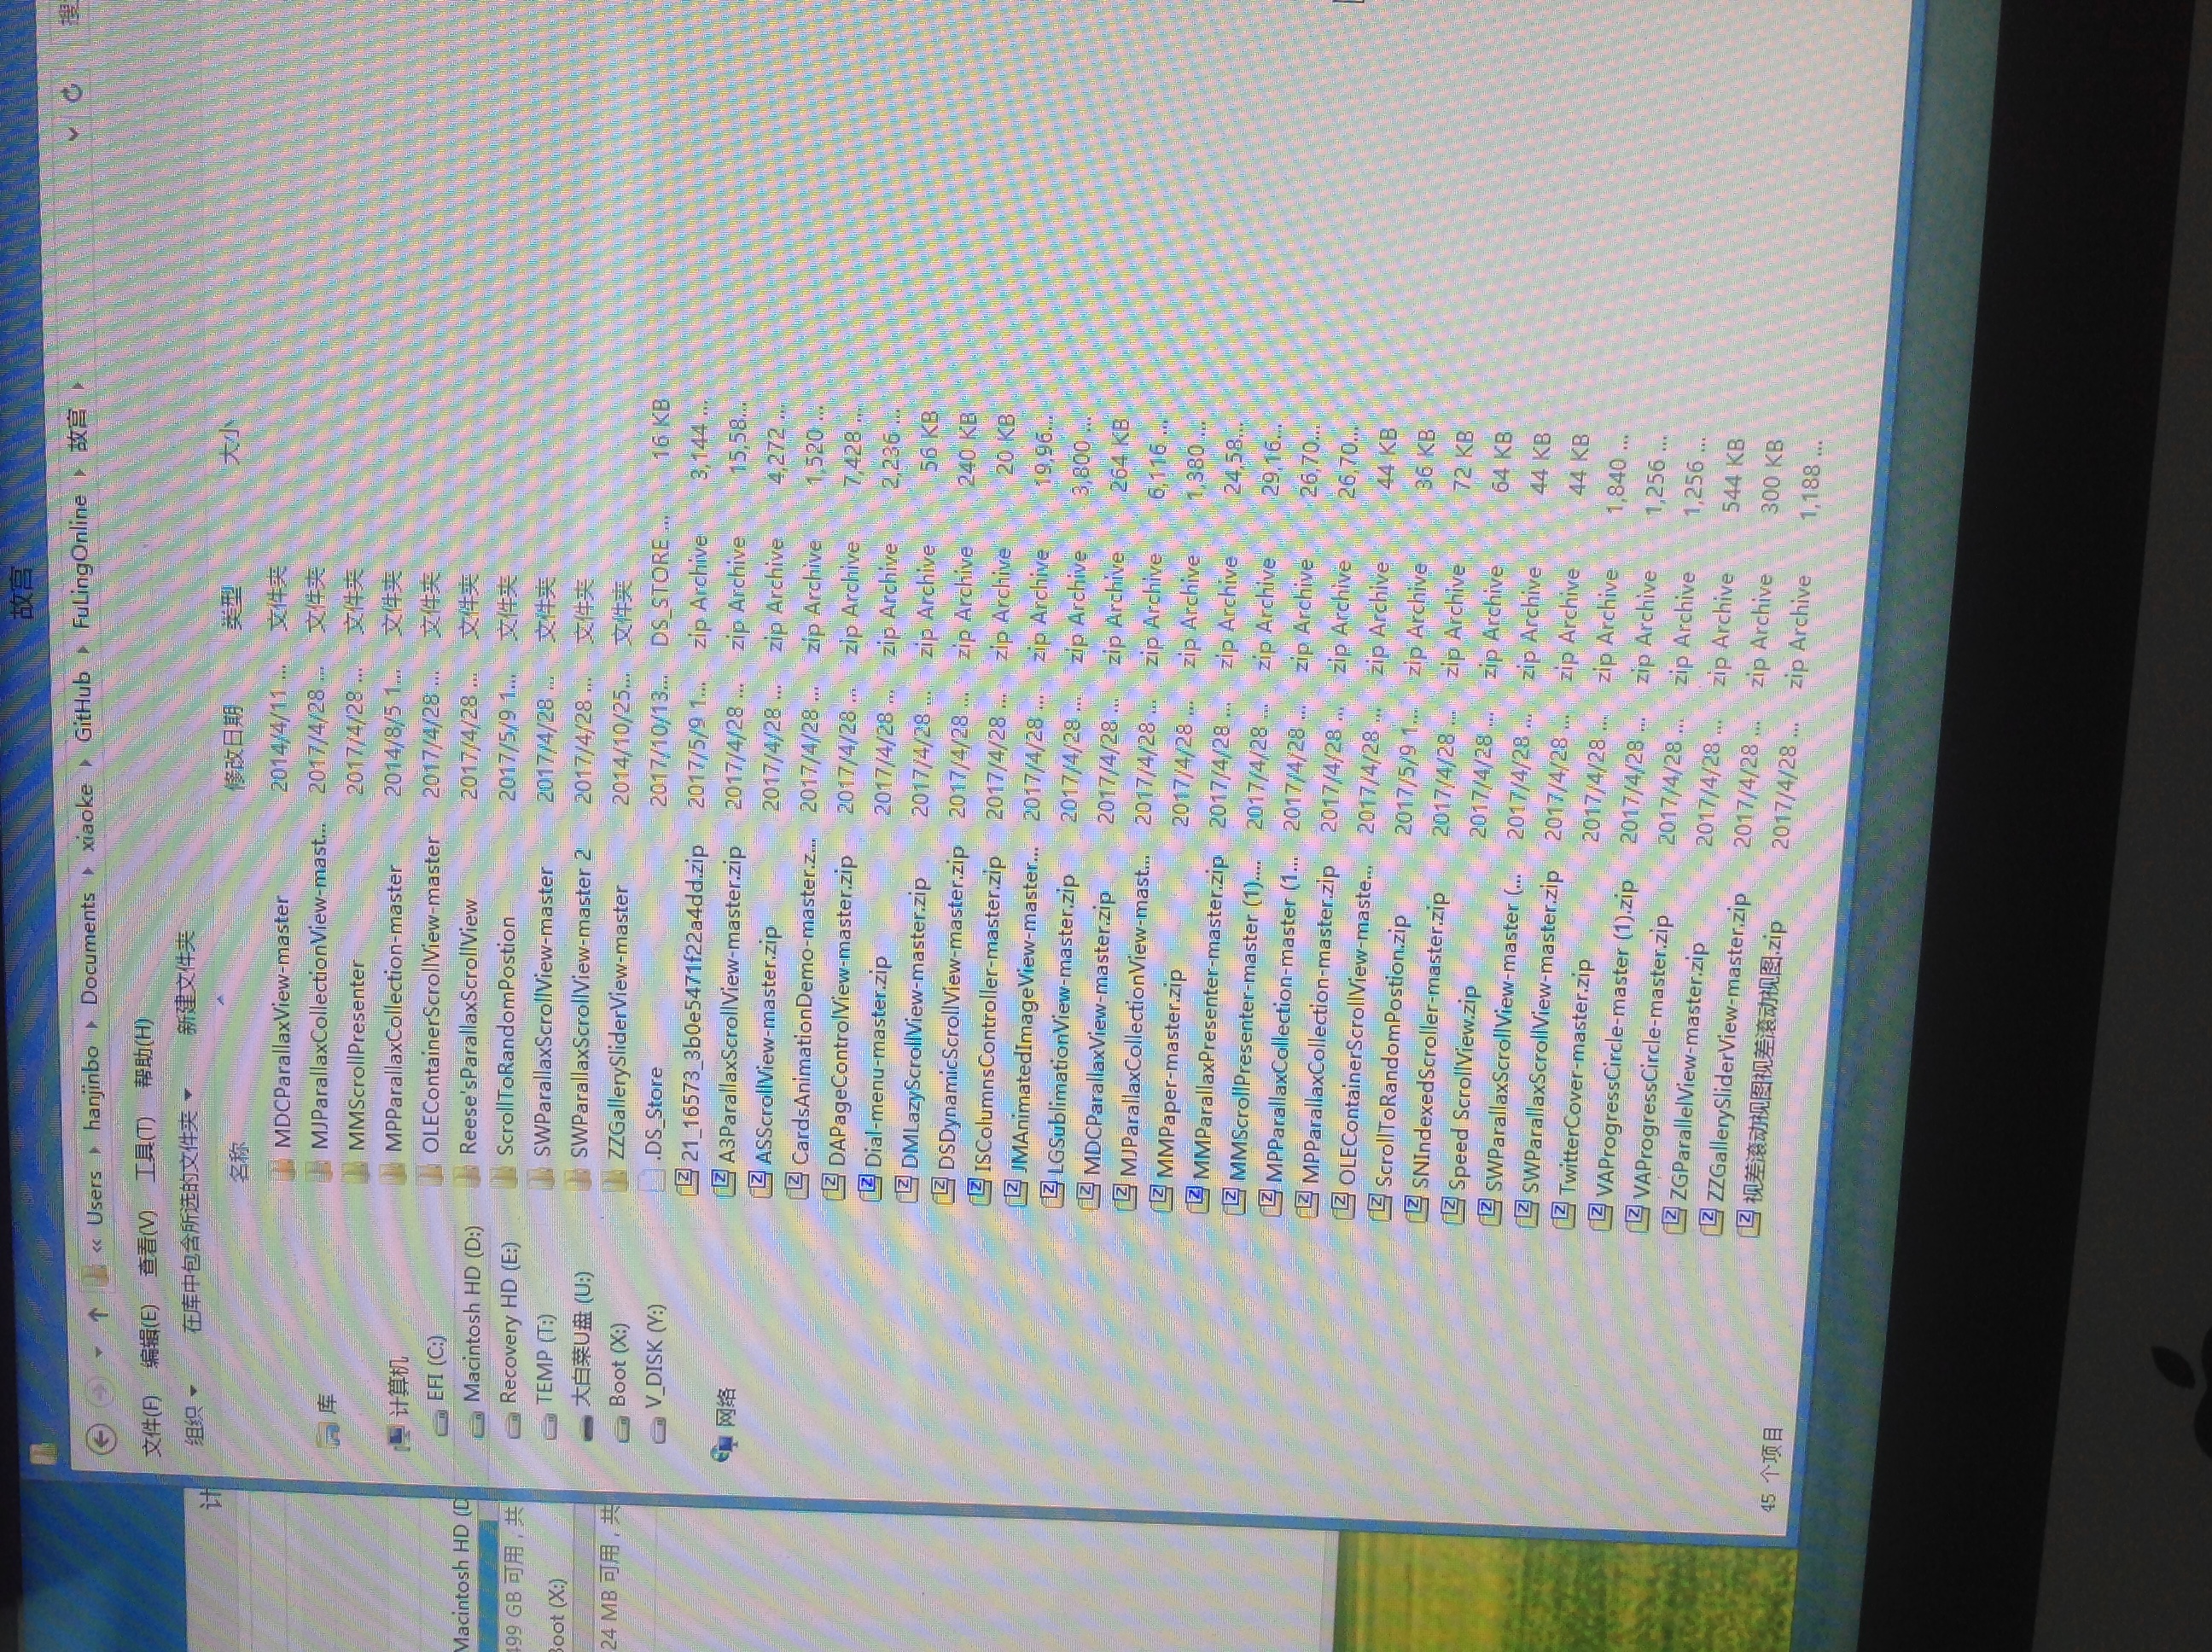 故宫
« Users › hanjinbo › Documents › xiaoke › GitHub › FuLingOnline › 故宫 › 搜
文件(F) 编辑(E) 查看(V) 工具(T) 帮助(H)
组织 在库中包含所选的文件夹 新建文件夹
计
Macintosh HD (D
499 GB 可用，共
Boot (X:)
24 MB 可用，共
库
计算机
EFI (C:)
Macintosh HD (D:)
Recovery HD (E:)
TEMP (T:)
大白菜U盘 (U:)
Boot (X:)
V_DISK (Y:)
网络
名称 修改日期 类型 大小
MDCParallaxView-master 2014/4/11 ... 文件夹
MJParallaxCollectionView-mast... 2017/4/28 ... 文件夹
MMScrollPresenter 2017/4/28 ... 文件夹
MPParallaxCollection-master 2014/8/5 1... 文件夹
OLEContainerScrollView-master 2017/4/28 ... 文件夹
Reese'sParallaxScrollView 2017/4/28 ... 文件夹
ScrollToRandomPostion 2017/5/9 1... 文件夹
SWParallaxScrollView-master 2017/4/28 ... 文件夹
SWParallaxScrollView-master 2 2017/4/28 ... 文件夹
ZZGallerySliderView-master 2014/10/25... 文件夹
.DS_Store 2017/10/13... DS_STORE ... 16 KB
21_16573_3b0e5471f22a4dd.zip 2017/5/9 1... zip Archive 3,144 ...
A3ParallaxScrollView-master.zip 2017/4/28 ... zip Archive 15,58...
ASScrollView-master.zip 2017/4/28 ... zip Archive 4,272 ...
CardsAnimationDemo-master.z... 2017/4/28 ... zip Archive 1,520 ...
DAPageControlView-master.zip 2017/4/28 ... zip Archive 7,428 ...
Dial-menu-master.zip 2017/4/28 ... zip Archive 2,236 ...
DMLazyScrollView-master.zip 2017/4/28 ... zip Archive 56 KB
DSDynamicScrollView-master.zip 2017/4/28 ... zip Archive 240 KB
ISColumnsController-master.zip 2017/4/28 ... zip Archive 20 KB
JMAnimatedImageView-master... 2017/4/28 ... zip Archive 19,96...
LGSublimationView-master.zip 2017/4/28 ... zip Archive 3,800 ...
MDCParallaxView-master.zip 2017/4/28 ... zip Archive 264 KB
MJParallaxCollectionView-mast... 2017/4/28 ... zip Archive 6,116 ...
MMPaper-master.zip 2017/4/28 ... zip Archive 1,380 ...
MMParallaxPresenter-master.zip 2017/4/28 ... zip Archive 24,58...
MMScrollPresenter-master (1).... 2017/4/28 ... zip Archive 29,16...
MPParallaxCollection-master (1... 2017/4/28 ... zip Archive 26,70...
MPParallaxCollection-master.zip 2017/4/28 ... zip Archive 26,70...
OLEContainerScrollView-maste... 2017/4/28 ... zip Archive 44 KB
ScrollToRandomPostion.zip 2017/5/9 1... zip Archive 36 KB
SNIndexedScroller-master.zip 2017/4/28 ... zip Archive 72 KB
Speed ScrollView.zip 2017/4/28 ... zip Archive 64 KB
SWParallaxScrollView-master (... 2017/4/28 ... zip Archive 44 KB
SWParallaxScrollView-master.zip 2017/4/28 ... zip Archive 44 KB
TwitterCover-master.zip 2017/4/28 ... zip Archive 1,840 ...
VAProgressCircle-master (1).zip 2017/4/28 ... zip Archive 1,256 ...
VAProgressCircle-master.zip 2017/4/28 ... zip Archive 1,256 ...
ZGParallelView-master.zip 2017/4/28 ... zip Archive 544 KB
ZZGallerySliderView-master.zip 2017/4/28 ... zip Archive 300 KB
视差滚动视图视差滚动视图.zip 2017/4/28 ... zip Archive 1,188 ...
45 个项目